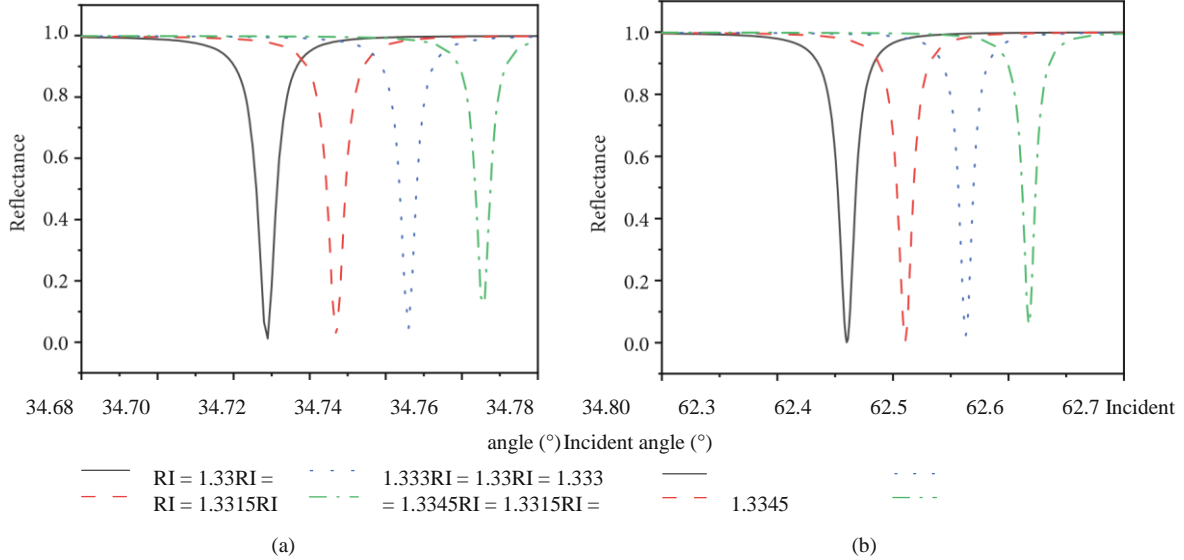 1.0
0.8
0.6
0.4
0.2
0.0
Reflectance
1.0
0.8
0.6
0.4
0.2
0.0
Reflectance
34.68 34.70 34.72 34.74 34.76 34.78 34.80 62.3 62.4 62.5 62.6 62.7 Incident
angle (°) Incident angle (°)
RI = 1.33RI = 1.333RI = 1.33RI = 1.333
RI = 1.3315RI = 1.3345RI = 1.3315RI = 1.3345
(a) (b)